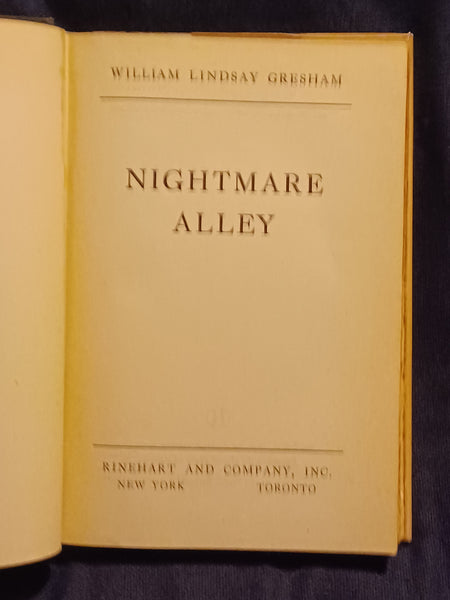 WILLIAM LINDSAY GRESHAM
NIGHTMARE
ALLEY
RINEHART AND COMPANY, INC.
NEW YORK TORONTO